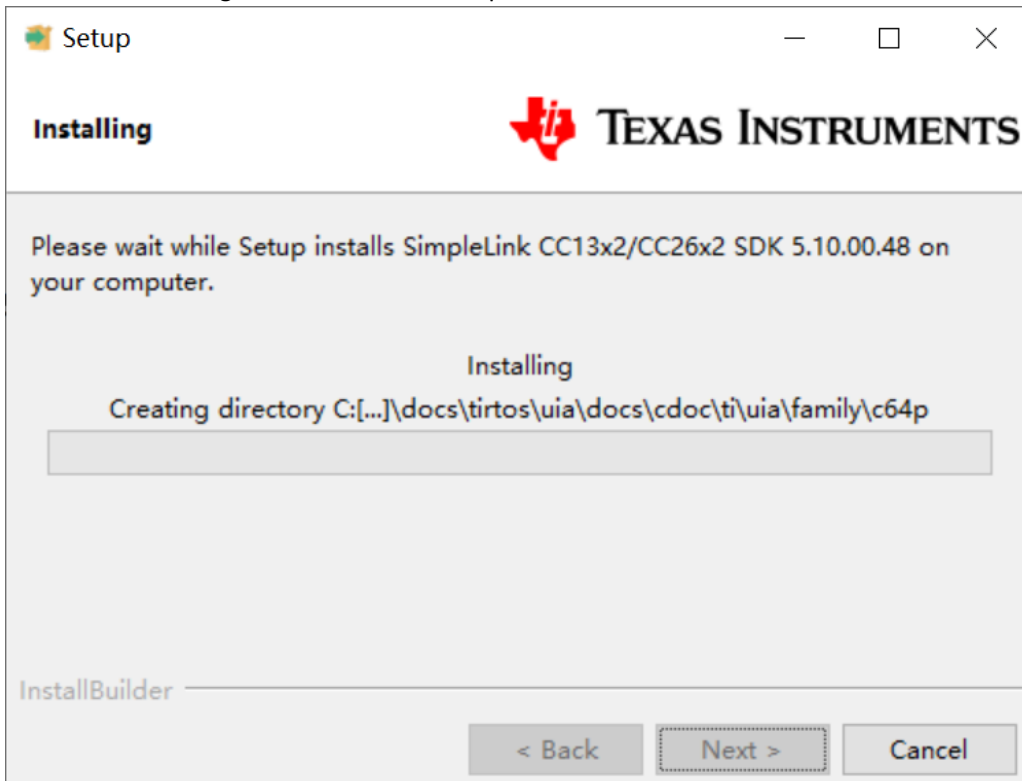 Setup
Installing
TEXAS INSTRUMENTS
Please wait while Setup installs SimpleLink CC13x2/CC26x2 SDK 5.10.00.48 on
your computer.
Installing
Creating directory C:[...]\docs\tirtos\uia\docs\cdoc\ti\uia\family\c64p
InstallBuilder
< Back
Next >
Cancel